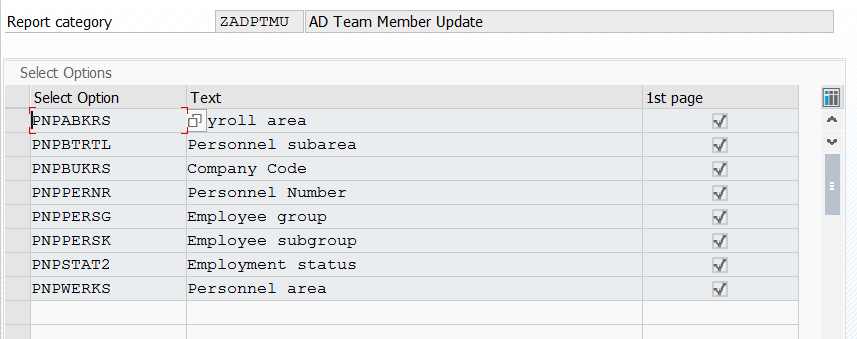 Report category ZADPTMU AD Team Member Update
Select Options
Select Option Text 1st page
PNPABKRS yroll area
PNPBTRTL Personnel subarea
PNPBUKRS Company Code
PNPPERNR Personnel Number
PNPPERSG Employee group
PNPPERSK Employee subgroup
PNPSTAT2 Employment status
PNPWERKS Personnel area